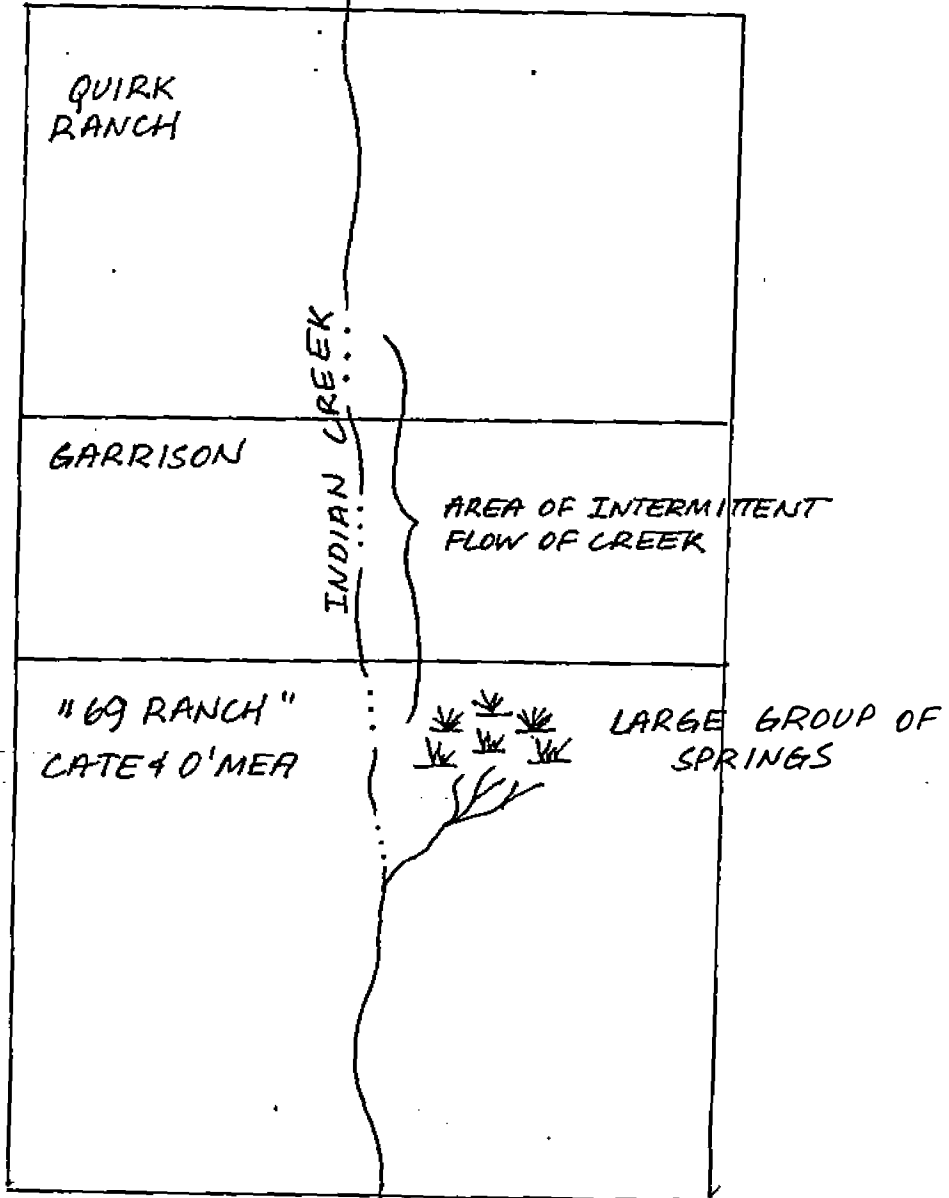 QUIRK
RANCH
INDIAN CREEK
GARRISON
AREA OF INTERMITTENT
FLOW OF CREEK
"69 RANCH"
CATE & O'MEA
LARGE GROUP OF
SPRINGS